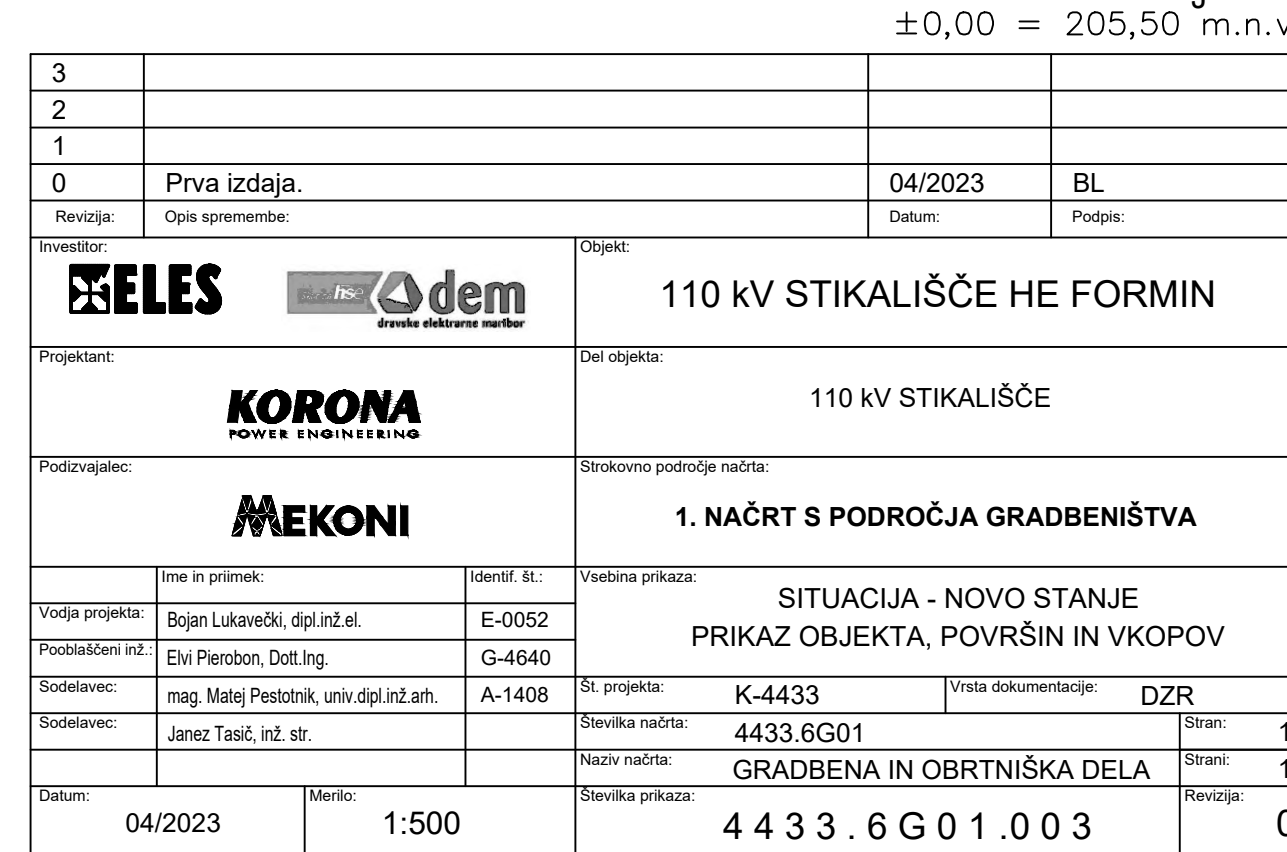 ±0,00 = 205,50 m.n.v
3
2
1
0 Prva izdaja. 04/2023 BL
Revizija: Opis spremembe: Datum: Podpis:
Investitor: Objekt:
ELES hse dem
dravske elektrarne maribor
110 kV STIKALIŠČE HE FORMIN
Projektant: Del objekta:
KORONA
POWER ENGINEERING
110 kV STIKALIŠČE
Podizvajalec: Strokovno področje načrta:
MEKONI
1. NAČRT S PODROČJA GRADBENIŠTVA
Ime in priimek: Identif. št.: Vsebina prikaza:
SITUACIJA - NOVO STANJE
PRIKAZ OBJEKTA, POVRŠIN IN VKOPOV
Vodja projekta: Bojan Lukavečki, dipl.inž.el. E-0052
Pooblaščeni inž.: Elvi Pierobon, Dott.Ing. G-4640
Sodelavec: mag. Matej Pestotnik, univ.dipl.inž.arh. A-1408
Št. projekta: K-4433 Vrsta dokumentacije: DZR
Sodelavec: Janez Tasič, inž. str.
Številka načrta: 4433.6G01 Stran: 1
Naziv načrta: GRADBENA IN OBRTNIŠKA DELA Strani: 1
Datum: 04/2023 Merilo: 1:500
Številka prikaza: 4433.6G01.003 Revizija: 0